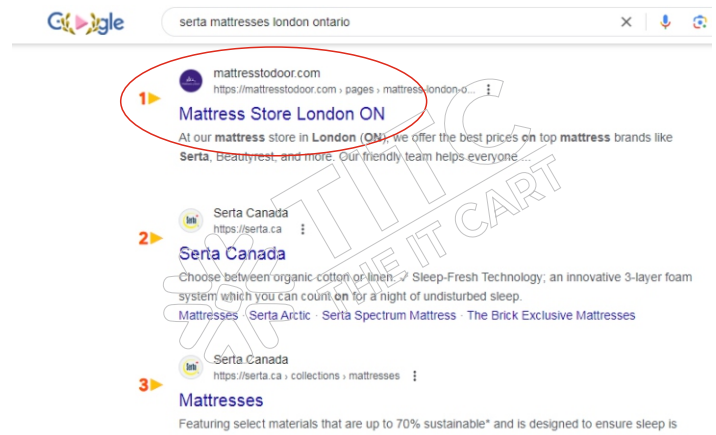 Google
serta mattresses london ontario
1
mattresstodoor.com
https://mattresstodoor.com › pages › mattress-london-o...
Mattress Store London ON
At our mattress store in London (ON), we offer the best prices on top mattress brands like
Serta, Beautyrest, and more. Our friendly team helps everyone ...
2
Serta Canada
https://serta.ca
Serta Canada
Choose between organic cotton or linen. ✓ Sleep-Fresh Technology; an innovative 3-layer foam
system which you can count on for a night of undisturbed sleep.
Mattresses · Serta Arctic · Serta Spectrum Mattress · The Brick Exclusive Mattresses
3
Serta Canada
https://serta.ca › collections › mattresses
Mattresses
Featuring select materials that are up to 70% sustainable* and is designed to ensure sleep is
TITC
THE IT CART
Serta
Serta